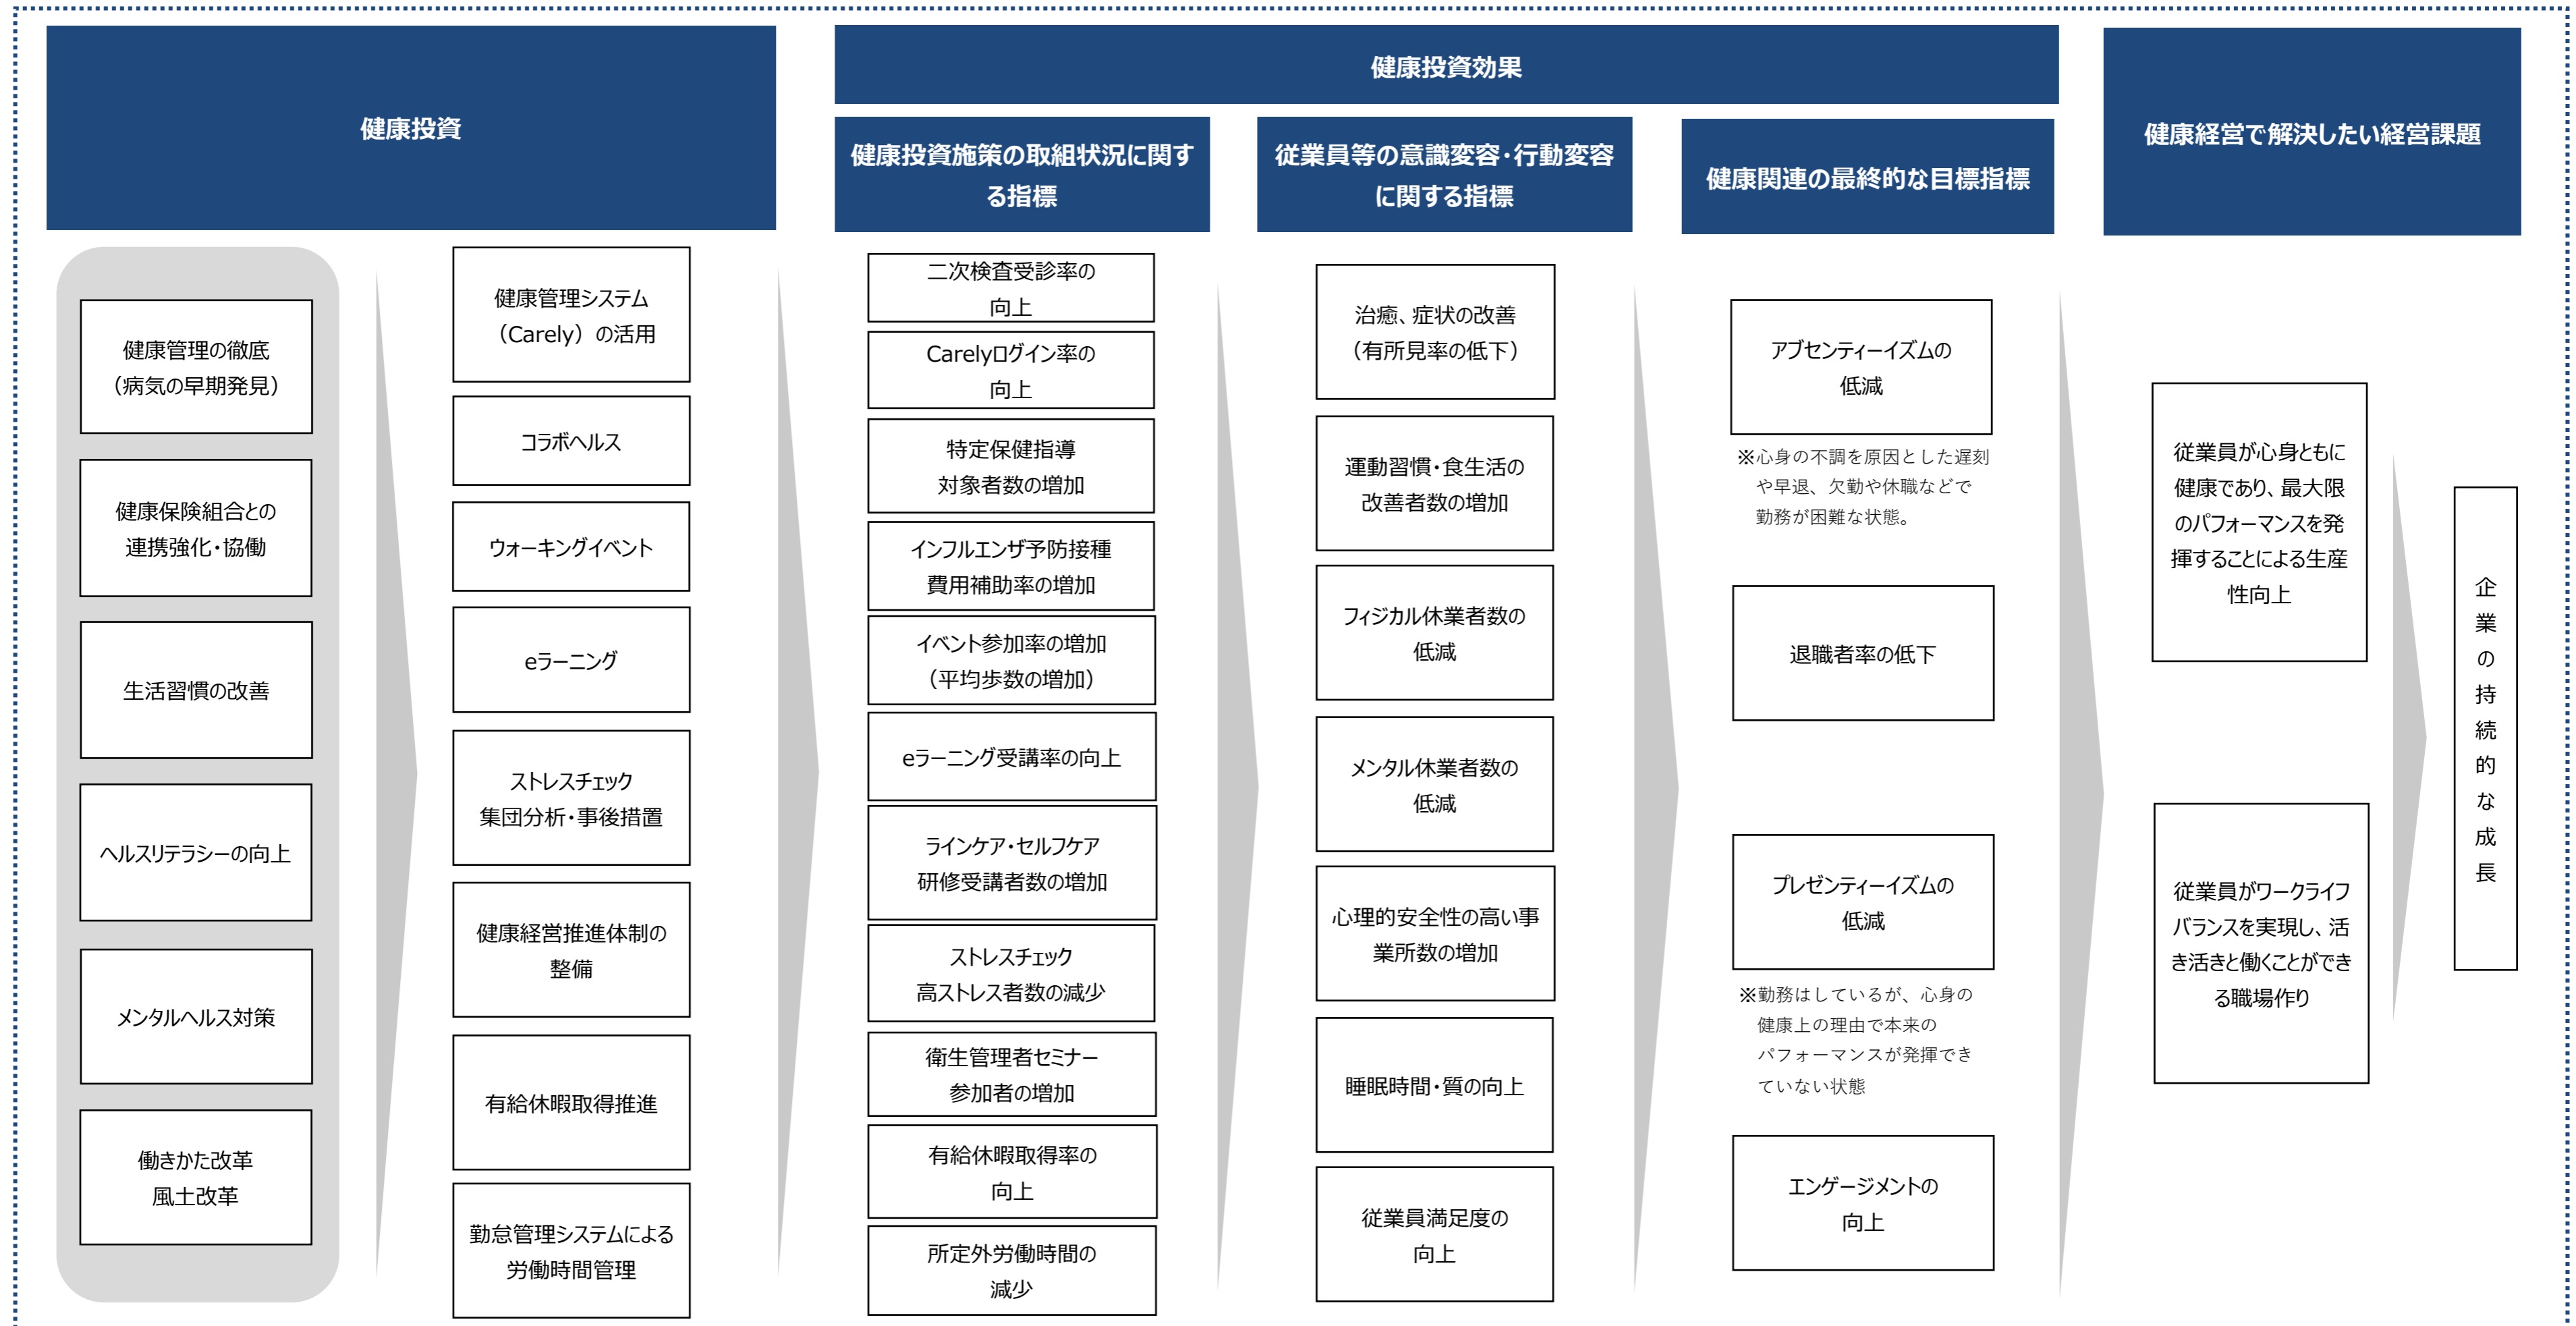 健康投資
健康投資効果
健康投資施策の取組状況に関す
る指標
従業員等の意識変容・行動変容
に関する指標
健康関連の最終的な目標指標
健康経営で解決したい経営課題
健康管理の徹底
（病気の早期発見）
健康保険組合との
連携強化・協働
生活習慣の改善
ヘルスリテラシーの向上
メンタルヘルス対策
働きかた改革
風土改革
健康管理システム
（Carely）の活用
コラボヘルス
ウォーキングイベント
eラーニング
ストレスチェック
集団分析・事後措置
健康経営推進体制の
整備
有給休暇取得推進
勤怠管理システムによる
労働時間管理
二次検査受診率の
向上
Carelyログイン率の
向上
特定保健指導
対象者数の増加
インフルエンザ予防接種
費用補助率の増加
イベント参加率の増加
（平均歩数の増加）
eラーニング受講率の向上
ラインケア・セルフケア
研修受講者数の増加
ストレスチェック
高ストレス者数の減少
衛生管理者セミナー
参加者の増加
有給休暇取得率の
向上
所定外労働時間の
減少
治癒、症状の改善
（有所見率の低下）
運動習慣・食生活の
改善者数の増加
フィジカル休業者数の
低減
メンタル休業者数の
低減
心理的安全性の高い事
業所数の増加
睡眠時間・質の向上
従業員満足度の
向上
アブセンティーイズムの
低減
※心身の不調を原因とした遅刻
や早退、欠勤や休職などで
勤務が困難な状態。
退職者率の低下
プレゼンティーイズムの
低減
※勤務はしているが、心身の
健康上の理由で本来の
パフォーマンスが発揮でき
ていない状態
エンゲージメントの
向上
従業員が心身ともに
健康であり、最大限
のパフォーマンスを発
揮することによる生産
性向上
従業員がワークライフ
バランスを実現し、活
き活きと働くことができ
る職場作り
企業の持続的な成長